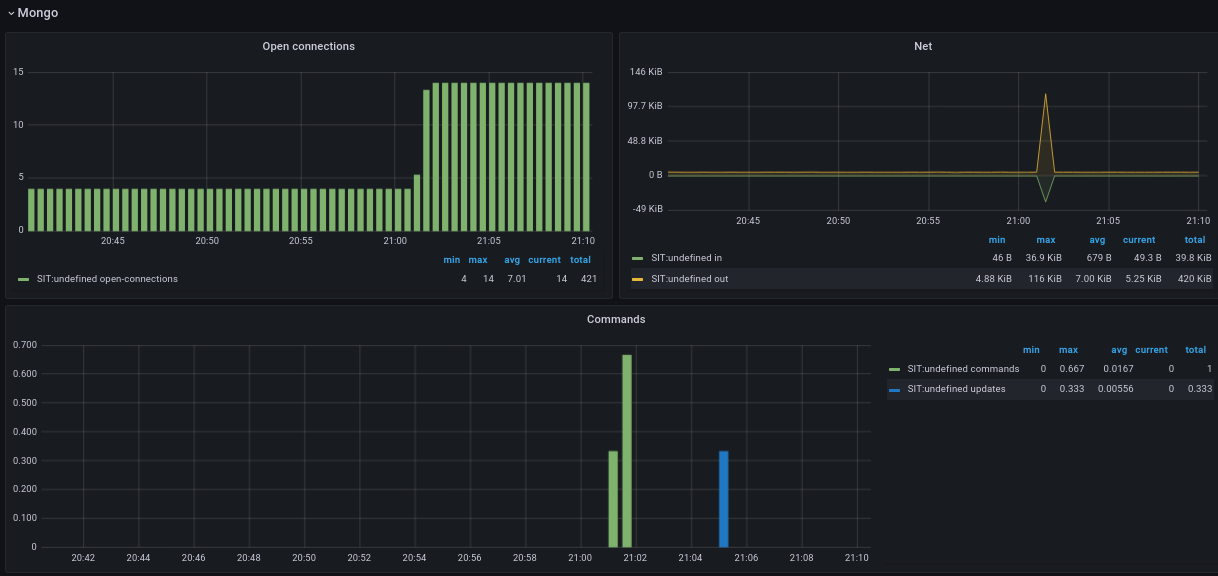 Mongo
Open connections
15
10
5
0
20:45 20:50 20:55 21:00 21:05 21:10
min max avg current total
SIT:undefined open-connections 4 14 7.01 14 421
Net
146 KiB
97.7 KiB
48.8 KiB
0 B
-49 KiB
20:45 20:50 20:55 21:00 21:05 21:10
min max avg current total
SIT:undefined in 46 B 36.9 KiB 679 B 49.3 B 39.8 KiB
SIT:undefined out 4.88 KiB 116 KiB 7.00 KiB 5.25 KiB 420 KiB
Commands
0.700
0.600
0.500
0.400
0.300
0.200
0.100
0
20:42 20:44 20:46 20:48 20:50 20:52 20:54 20:56 20:58 21:00 21:02 21:04 21:06 21:08 21:10
min max avg current total
SIT:undefined commands 0 0.667 0.0167 0 1
SIT:undefined updates 0 0.333 0.00556 0 0.333